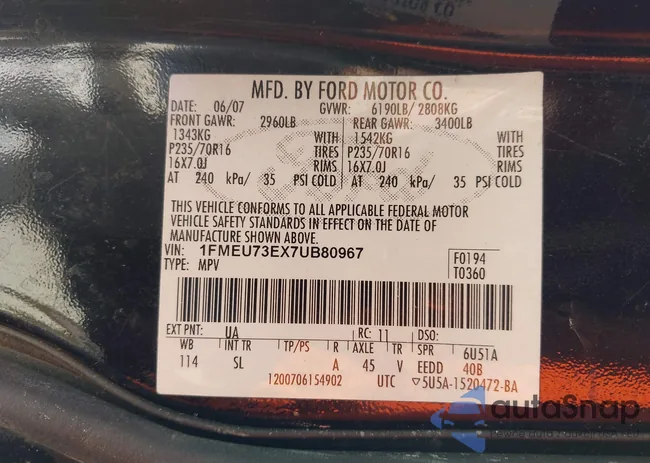 MFD. BY FORD MOTOR CO.
DATE: 06/07 GVWR: 6190LB/ 2808KG
FRONT GAWR: 2960LB REAR GAWR: 3400LB
1343KG WITH 1542KG WITH
P235/70R16 TIRES P235/70R16 TIRES
16X7.0J RIMS 16X7.0J RIMS
AT 240 kPa/ 35 PSI COLD AT 240 kPa/ 35 PSI COLD
THIS VEHICLE CONFORMS TO ALL APPLICABLE FEDERAL MOTOR
VEHICLE SAFETY STANDARDS IN EFFECT ON THE DATE OF
MANUFACTURE SHOWN ABOVE.
VIN: 1FMEU73EX7UB80967 F0194
TYPE: MPV T0360
EXT PNT: UA RC: 11 DSO:
WB INT TR TP/PS R AXLE TR SPR 6U51A
114 SL A 45 V EEDD 40B
1200706154902 UTC ▽5U5A-1520472-BA
autoSnap